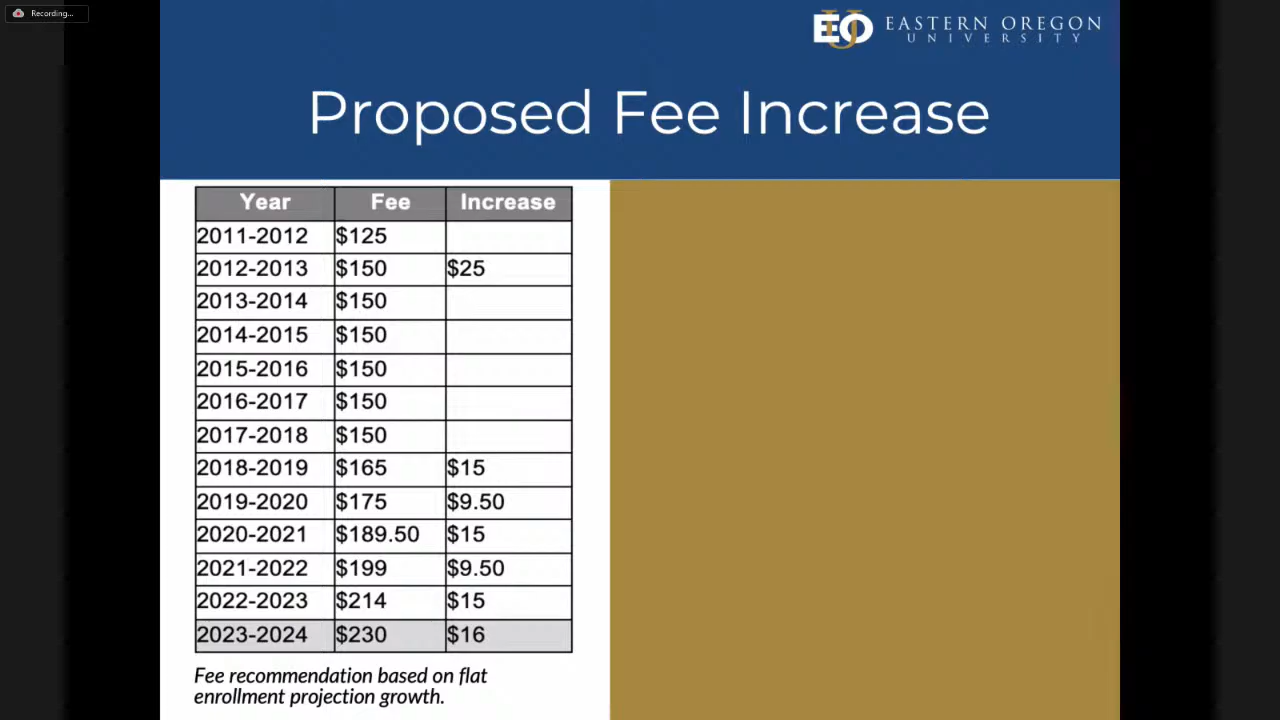 Recording...
EO
U
EASTERN OREGON
UNIVERSITY
Proposed Fee Increase
Year Fee Increase
2011-2012 $125
2012-2013 $150 $25
2013-2014 $150
2014-2015 $150
2015-2016 $150
2016-2017 $150
2017-2018 $150
2018-2019 $165 $15
2019-2020 $175 $9.50
2020-2021 $189.50 $15
2021-2022 $199 $9.50
2022-2023 $214 $15
2023-2024 $230 $16
Fee recommendation based on flat
enrollment projection growth.